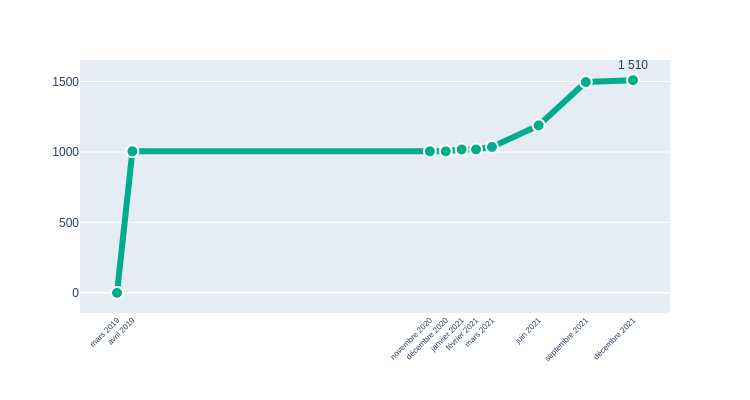 1 510
1500
1000
500
0
mars 2019
avril 2019
novembre 2020
décembre 2020
janvier 2021
février 2021
mars 2021
juin 2021
septembre 2021
décembre 2021